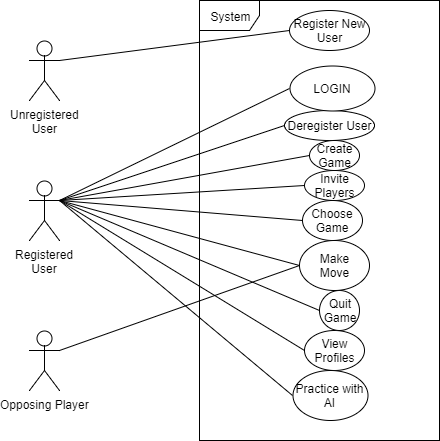 System
Register New
User
Unregistered
User
LOGIN
Deregister User
Create
Game
Invite
Players
Choose
Game
Registered
User
Make
Move
Quit
Game
View
Profiles
Opposing Player
Practice with
AI